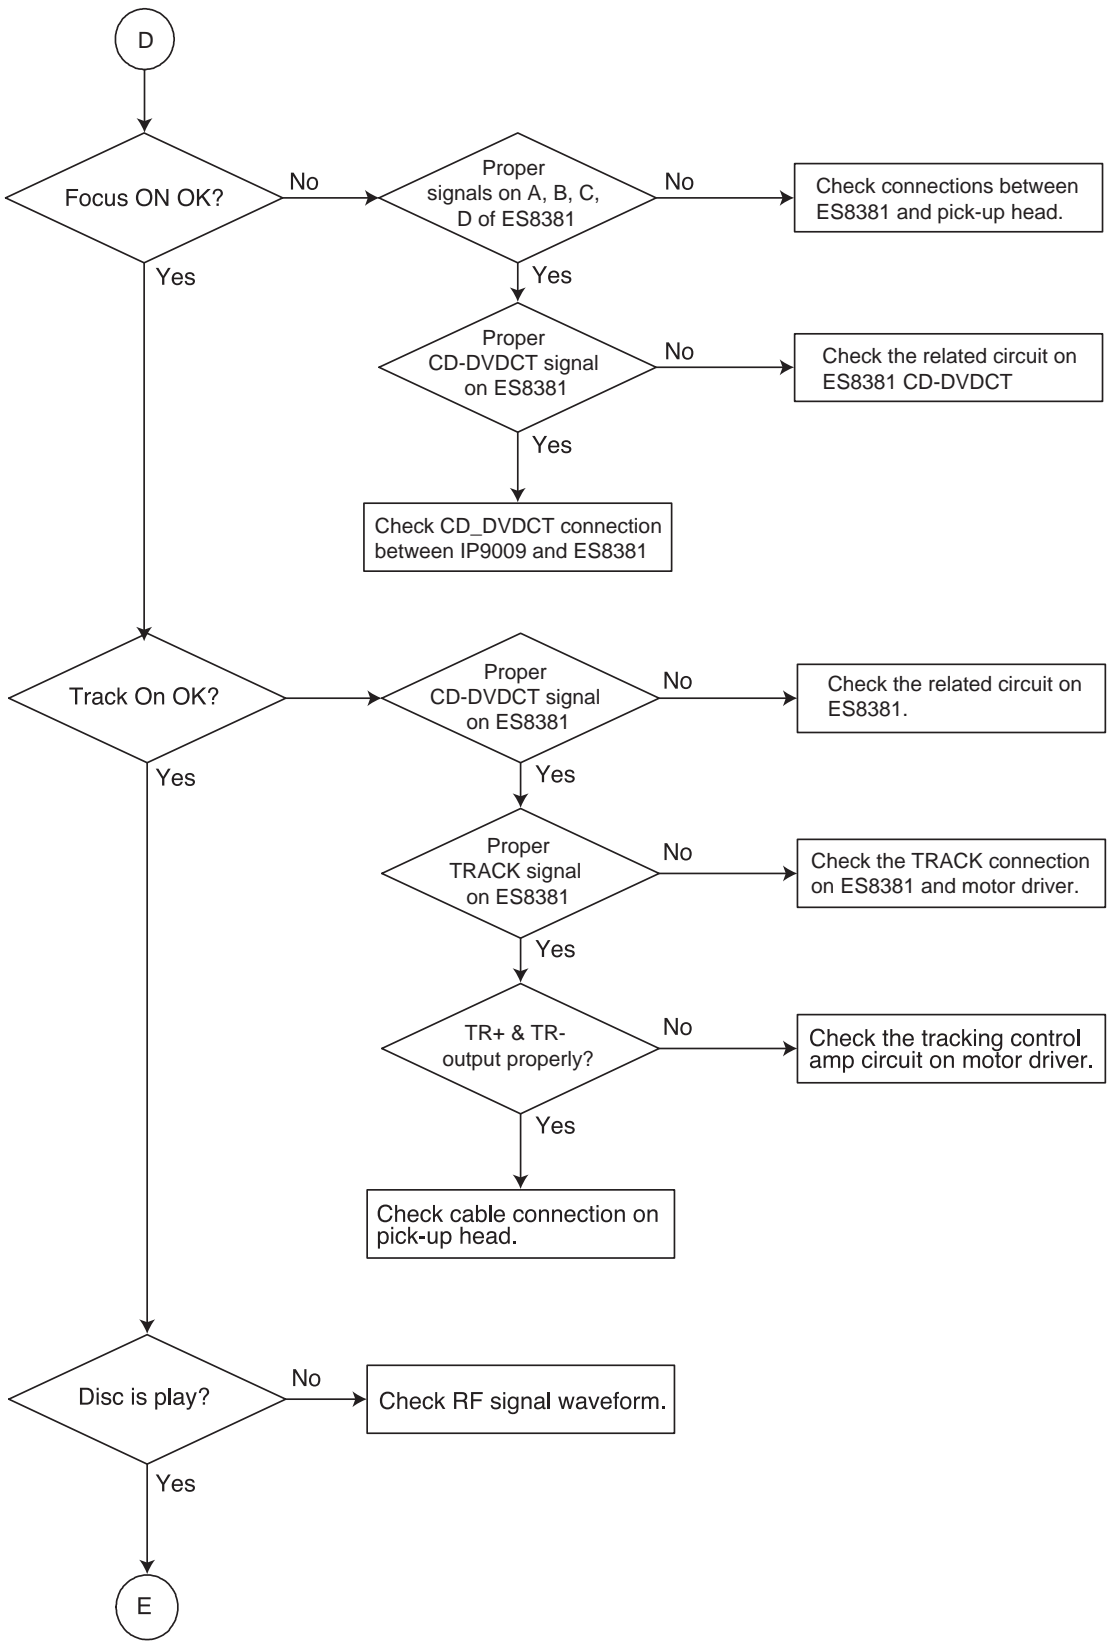 D
Focus ON OK?
No
Proper
signals on A, B, C,
D of ES8381
No
Check connections between
ES8381 and pick-up head.
Yes
Yes
Proper
CD-DVDCT signal
on ES8381
No
Check the related circuit on
ES8381 CD-DVDCT
Yes
Check CD_DVDCT connection
between IP9009 and ES8381
Track On OK?
Proper
CD-DVDCT signal
on ES8381
No
Check the related circuit on
ES8381.
Yes
Yes
Proper
TRACK signal
on ES8381
No
Check the TRACK connection
on ES8381 and motor driver.
Yes
TR+ & TR-
output properly?
No
Check the tracking control
amp circuit on motor driver.
Yes
Check cable connection on
pick-up head.
Disc is play?
No
Check RF signal waveform.
Yes
E